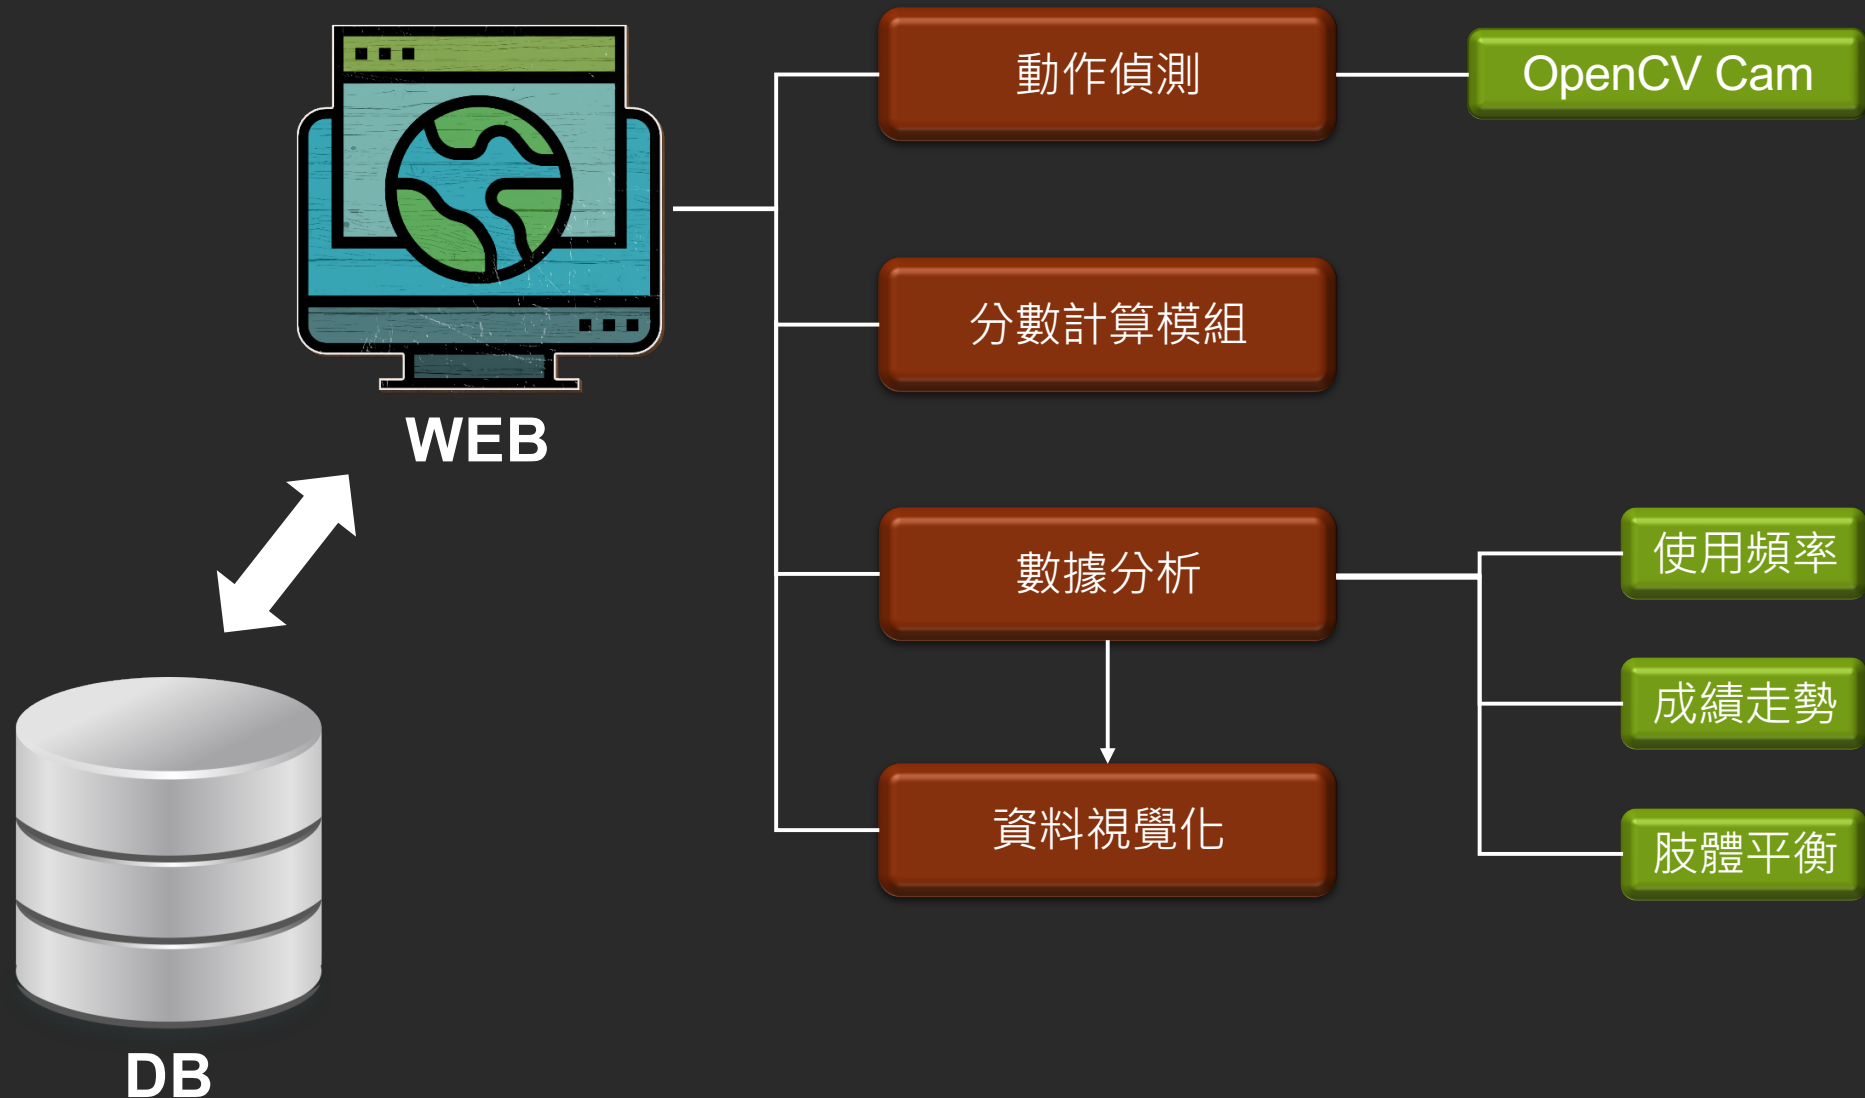 動作偵測
OpenCV Cam
分數計算模組
WEB
數據分析
使用頻率
成績走勢
資料視覺化
肢體平衡
DB